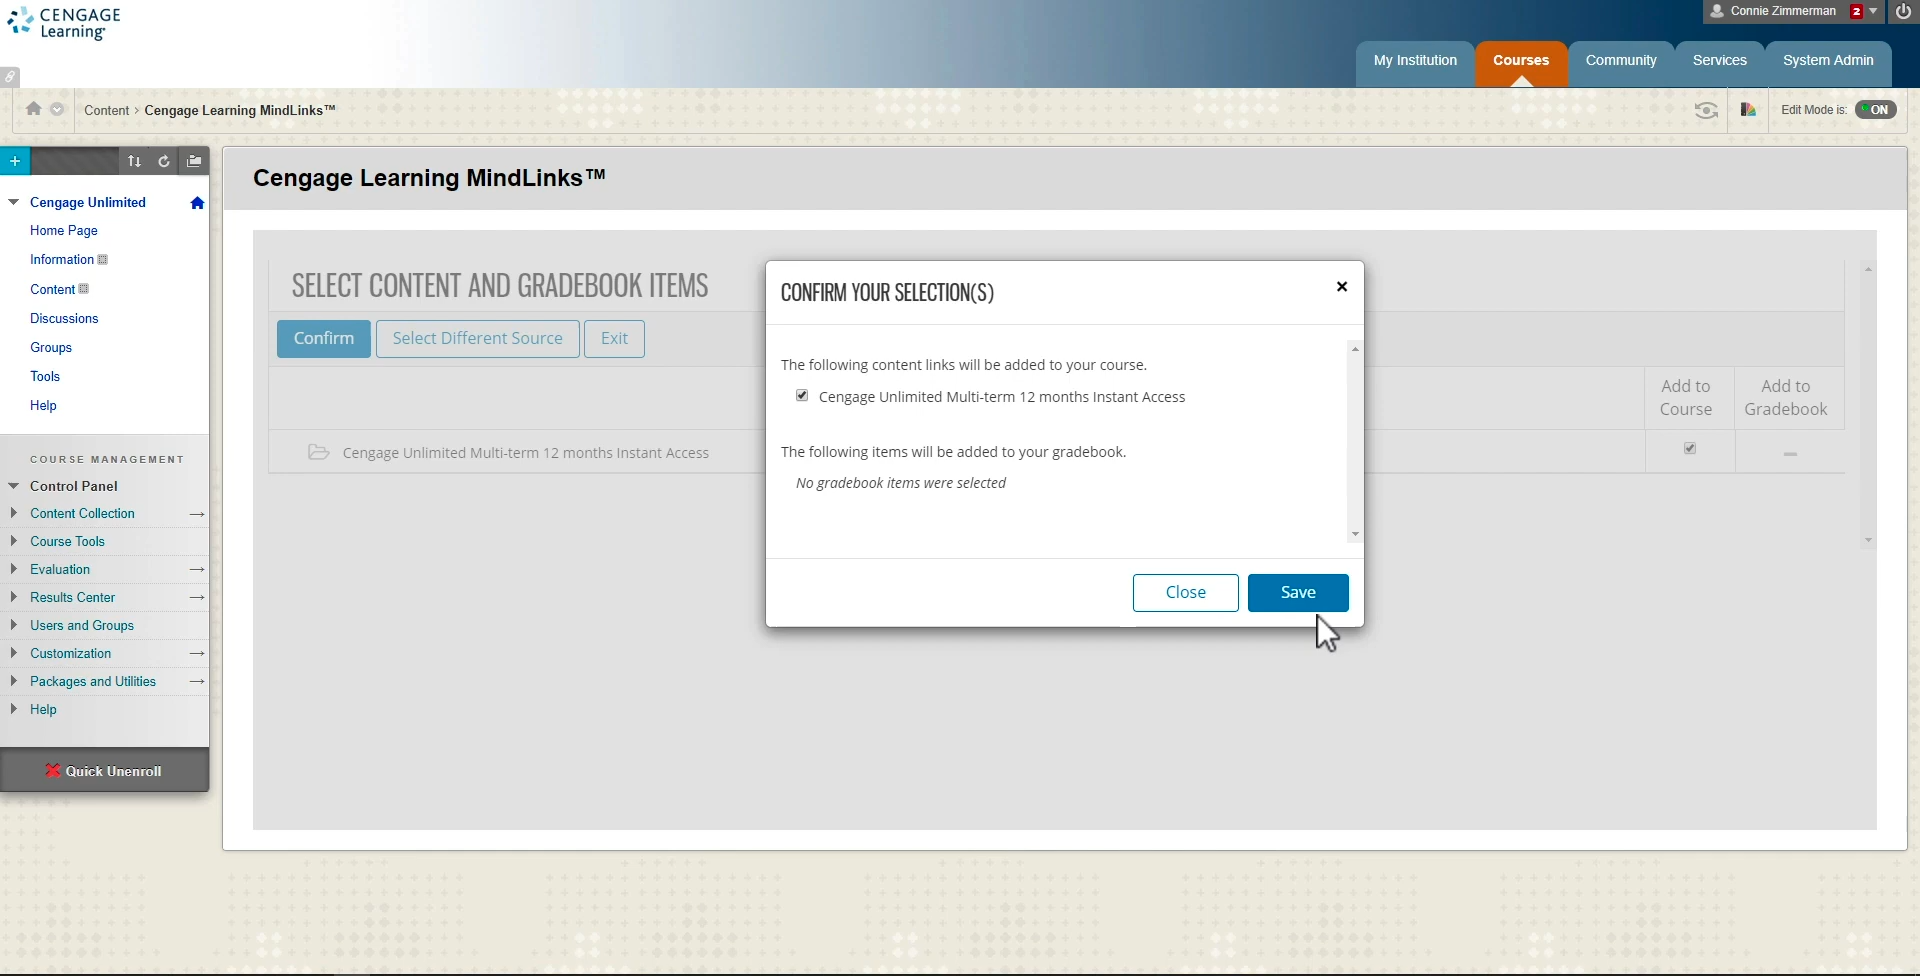 CENGAGE
Learning
Connie Zimmerman 2
My Institution
Courses
Community
Services
System Admin
Content > Cengage Learning MindLinks™
Edit Mode is: ON
+
Cengage Unlimited
Home Page
Information
Content
Discussions
Groups
Tools
Help
COURSE MANAGEMENT
Control Panel
Content Collection
Course Tools
Evaluation
Results Center
Users and Groups
Customization
Packages and Utilities
Help
Quick Unenroll
Cengage Learning MindLinks™
SELECT CONTENT AND GRADEBOOK ITEMS
Confirm
Select Different Source
Exit
Add to
Course
Add to
Gradebook
Cengage Unlimited Multi-term 12 months Instant Access
CONFIRM YOUR SELECTION(S)
The following content links will be added to your course.
Cengage Unlimited Multi-term 12 months Instant Access
The following items will be added to your gradebook.
No gradebook items were selected
Close
Save